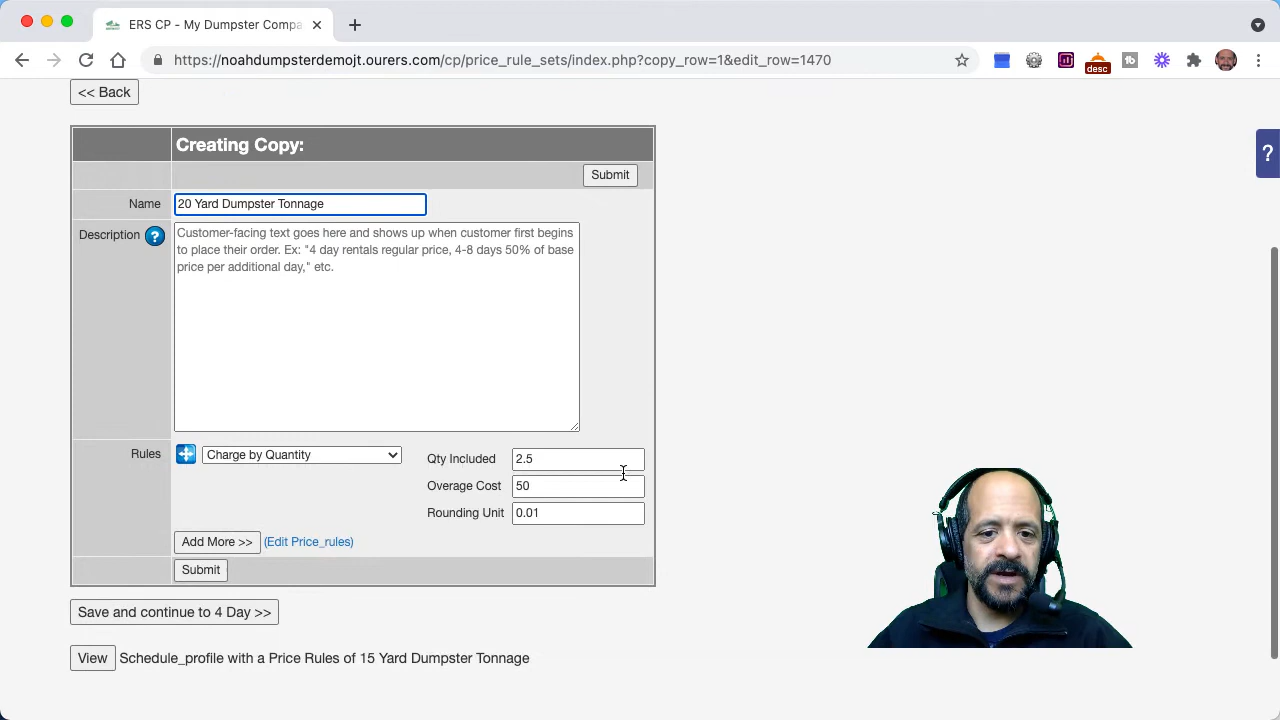 ERS CP - My Dumpster Compa
https://noahdumpsterdemojt.ourers.com/cp/price_rule_sets/index.php?copy_row=1&edit_row=1470
desc
<< Back
?
Creating Copy:
Submit
Name
20 Yard Dumpster Tonnage
Description ?
Customer-facing text goes here and shows up when customer first begins
to place their order. Ex: "4 day rentals regular price, 4-8 days 50% of base
price per additional day," etc.
Rules
Charge by Quantity
Qty Included
2.5
Overage Cost
50
Rounding Unit
0.01
Add More >> (Edit Price_rules)
Submit
Save and continue to 4 Day >>
View Schedule_profile with a Price Rules of 15 Yard Dumpster Tonnage